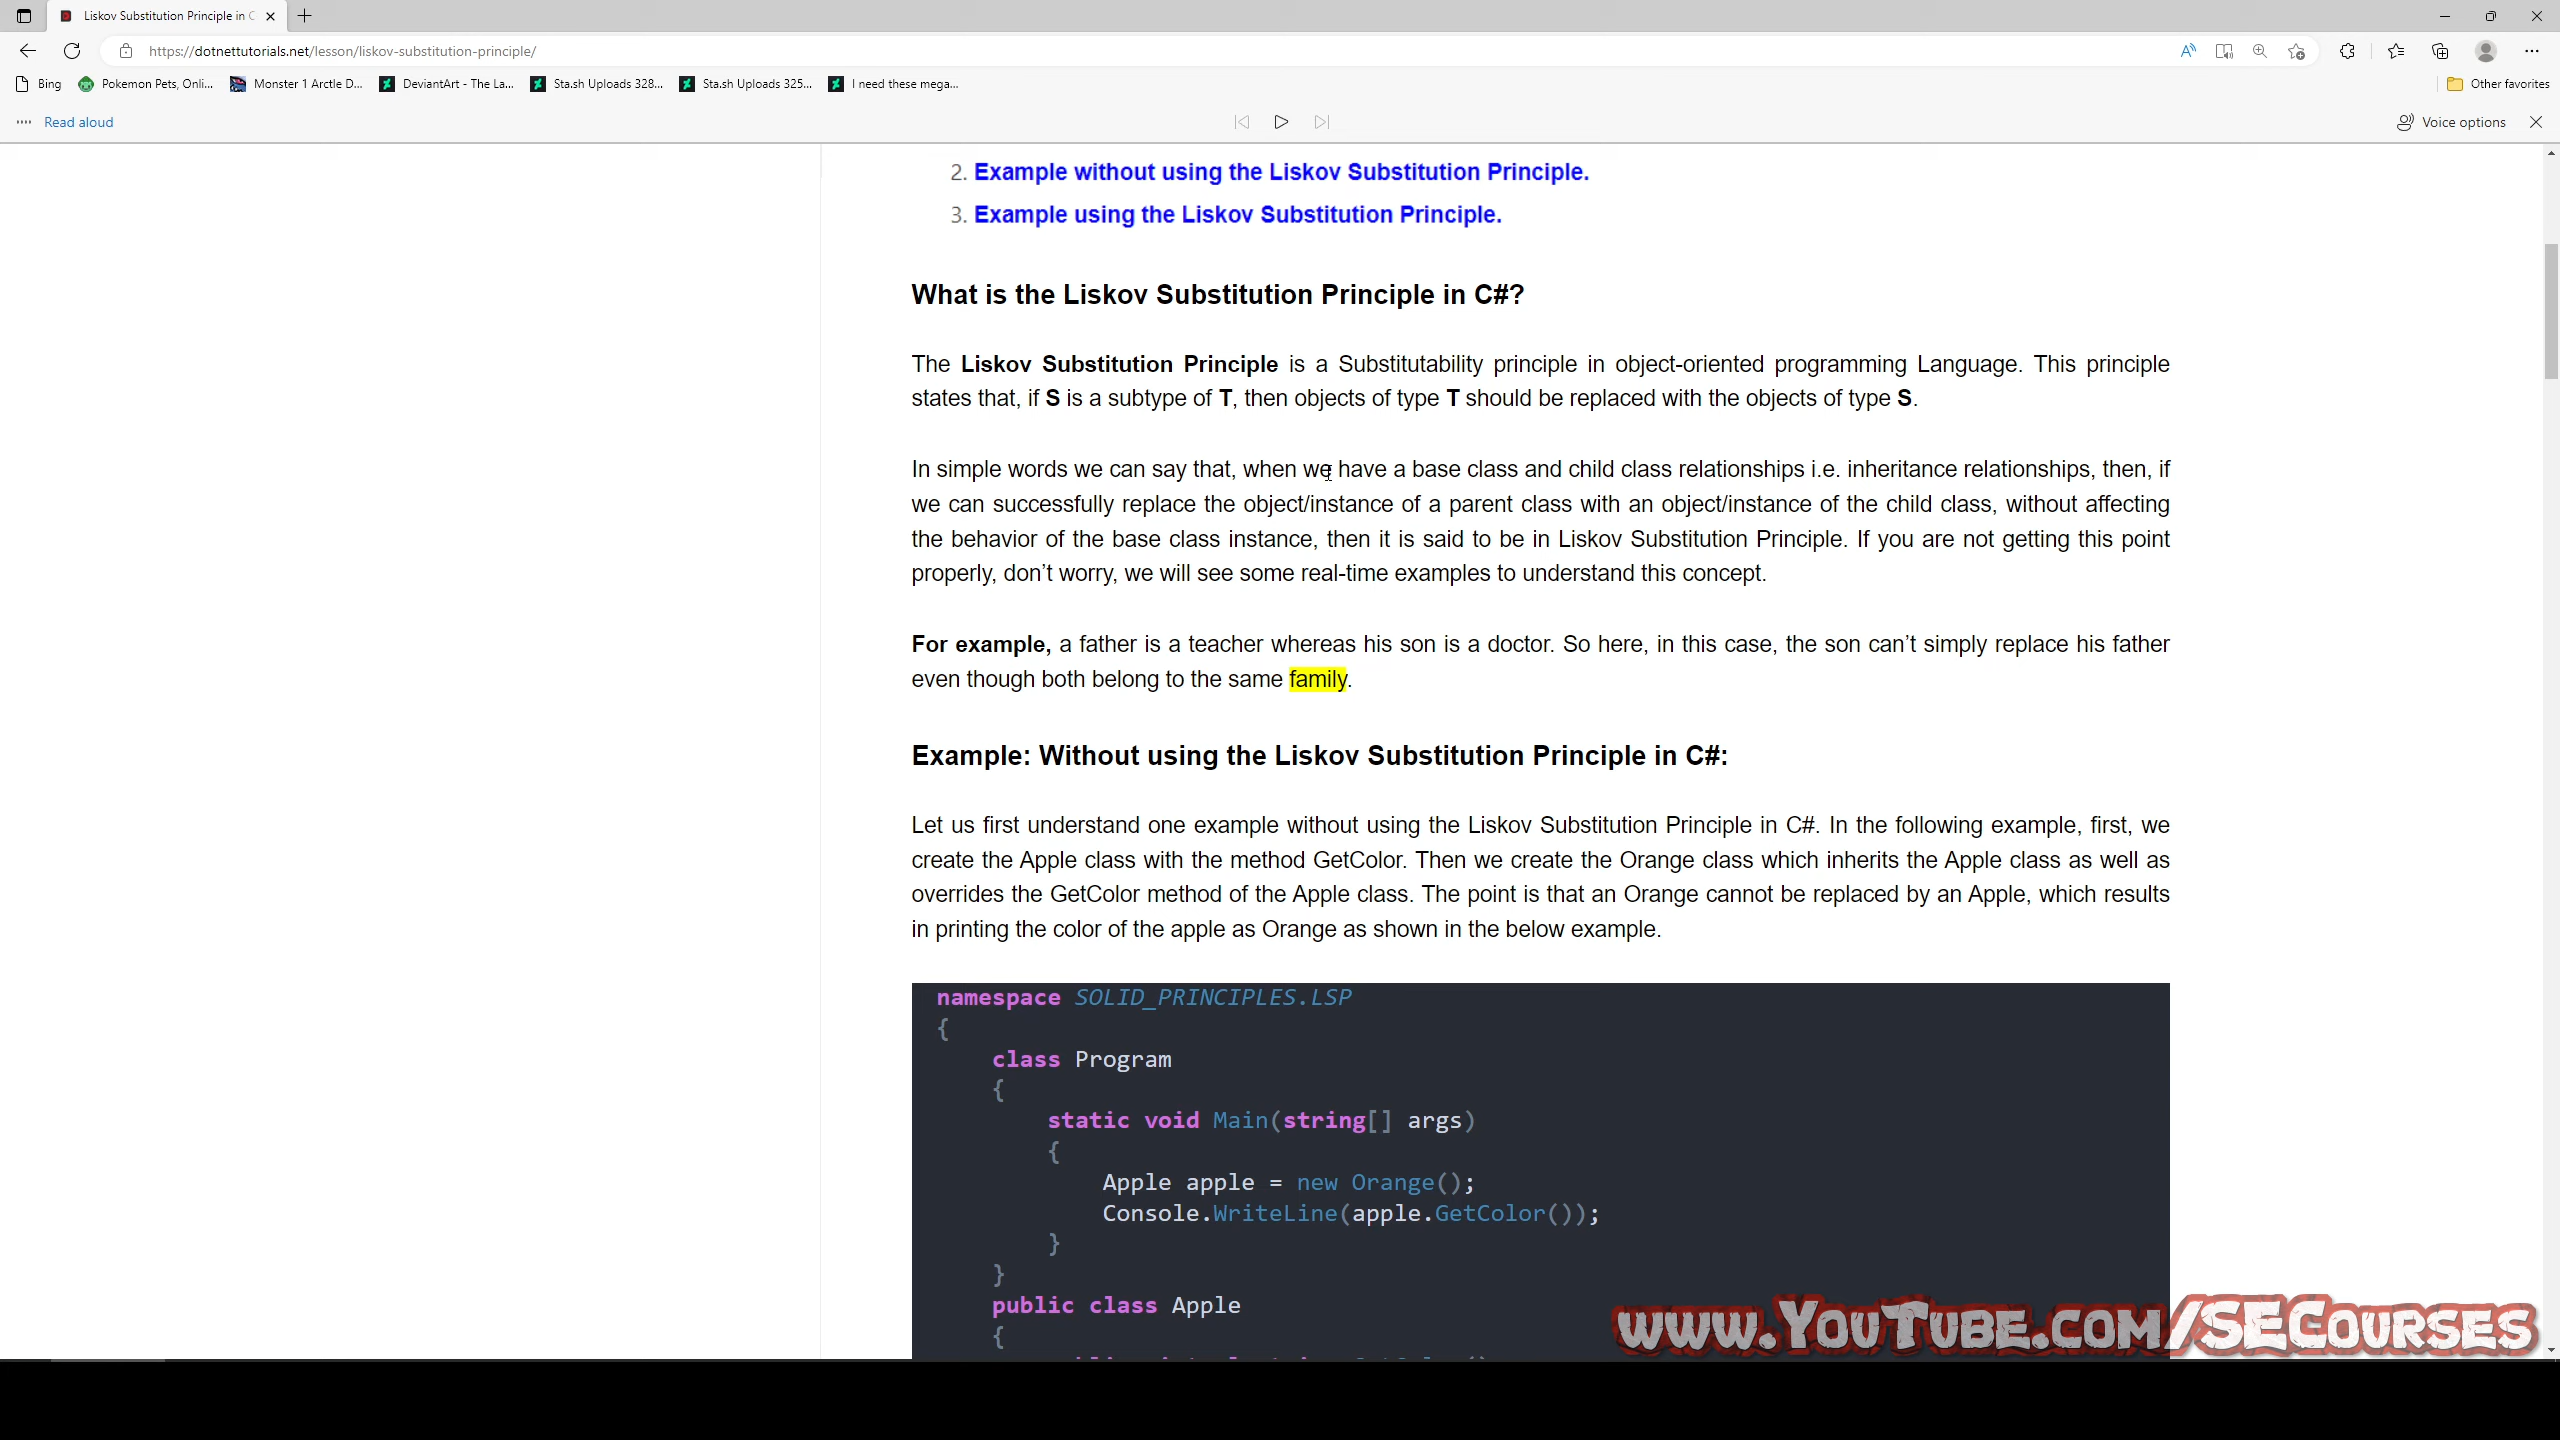 Liskov Substitution Principle in C
https://dotnettutorials.net/lesson/liskov-substitution-principle/
Bing Pokemon Pets, Onli... Monster 1 Arctle D... DeviantArt - The La... Sta.sh Uploads 328... Sta.sh Uploads 325... I need these mega... Other favorites
Read aloud Voice options
2. Example without using the Liskov Substitution Principle.
3. Example using the Liskov Substitution Principle.
What is the Liskov Substitution Principle in C#?
The Liskov Substitution Principle is a Substitutability principle in object-oriented programming Language. This principle
states that, if S is a subtype of T, then objects of type T should be replaced with the objects of type S.
In simple words we can say that, when we have a base class and child class relationships i.e. inheritance relationships, then, if
we can successfully replace the object/instance of a parent class with an object/instance of the child class, without affecting
the behavior of the base class instance, then it is said to be in Liskov Substitution Principle. If you are not getting this point
properly, don’t worry, we will see some real-time examples to understand this concept.
For example, a father is a teacher whereas his son is a doctor. So here, in this case, the son can’t simply replace his father
even though both belong to the same family.
Example: Without using the Liskov Substitution Principle in C#:
Let us first understand one example without using the Liskov Substitution Principle in C#. In the following example, first, we
create the Apple class with the method GetColor. Then we create the Orange class which inherits the Apple class as well as
overrides the GetColor method of the Apple class. The point is that an Orange cannot be replaced by an Apple, which results
in printing the color of the apple as Orange as shown in the below example.
namespace SOLID_PRINCIPLES.LSP
{
class Program
{
static void Main(string[] args)
{
Apple apple = new Orange();
Console.WriteLine(apple.GetColor());
}
}
public class Apple
{
www.YouTube.com/SECourses